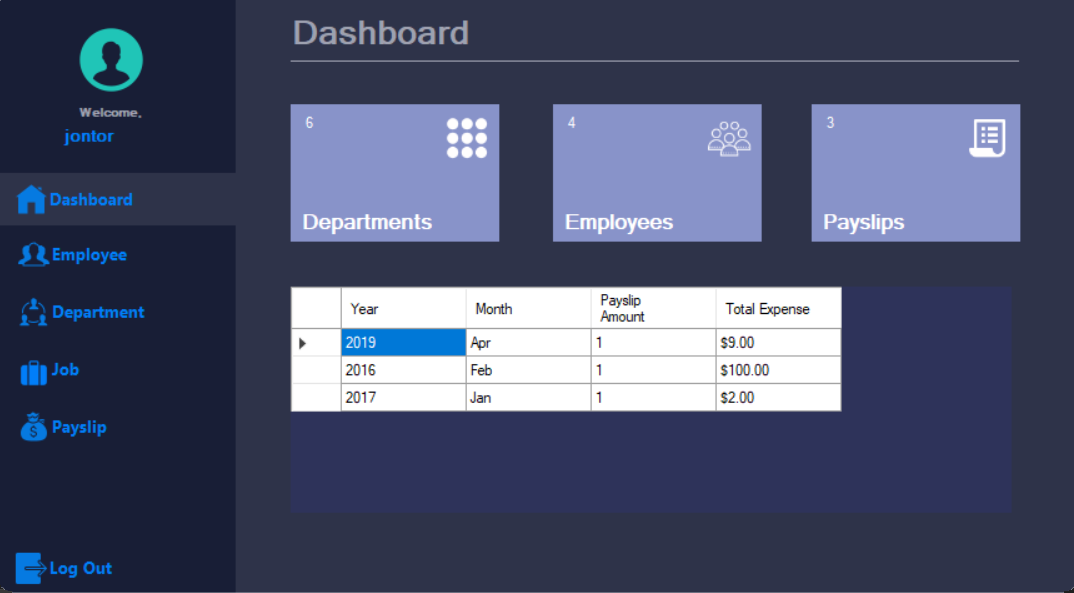 Welcome,
jontor
Dashboard
Employee
Department
Job
Payslip
Log Out
Dashboard
6
Departments
4
Employees
3
Payslips
Year Month Payslip Amount Total Expense
2019 Apr 1 $9.00
2016 Feb 1 $100.00
2017 Jan 1 $2.00